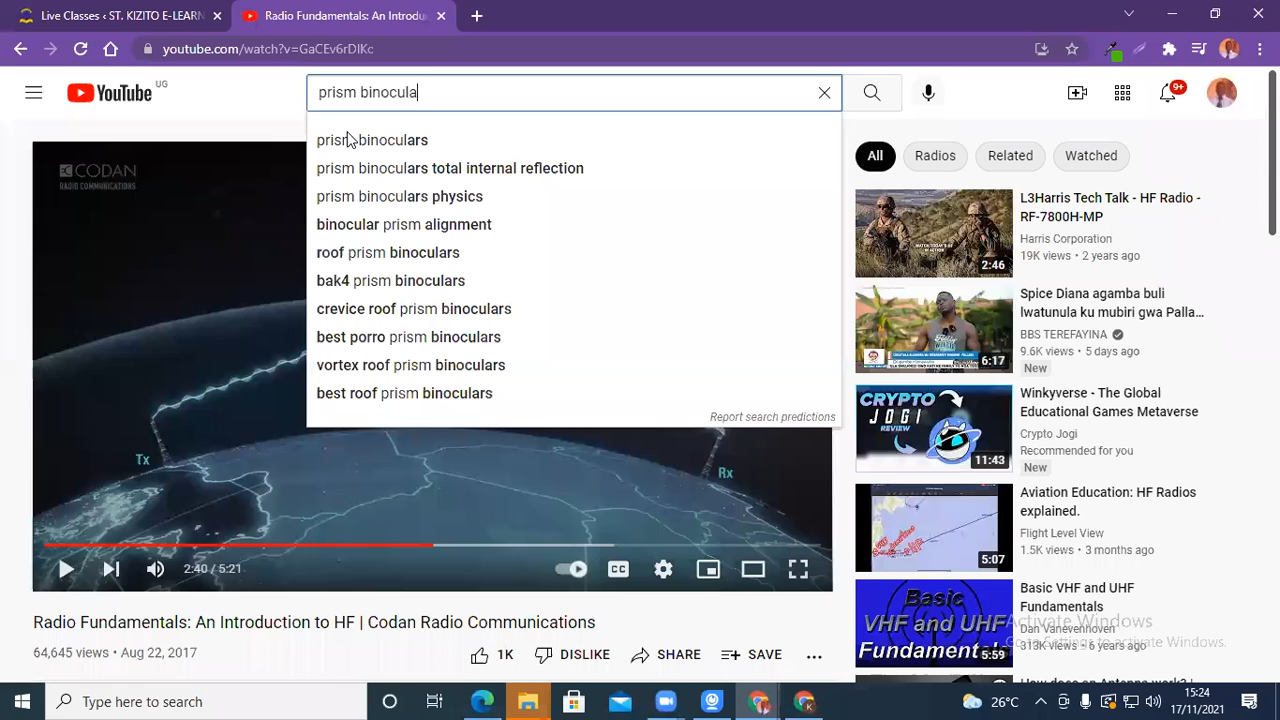 Live Classes: ST. KIZITO E-LEARN
Radio Fundamentals: An Introdu
youtube.com/watch?v=GaCEv6rDIKc
YouTube UG
prism binocula
9+
prism binoculars
prism binoculars total internal reflection
prism binoculars physics
binocular prism alignment
roof prism binoculars
bak4 prism binoculars
crevice roof prism binoculars
best porro prism binoculars
vortex roof prism binoculars
best roof prism binoculars
Report search predictions
CODAN
RADIO COMMUNICATIONS
Tx
Rx
2:40 / 5:21
Radio Fundamentals: An Introduction to HF | Codan Radio Communications
64,645 views • Aug 22, 2017
1K
DISLIKE
SHARE
SAVE
All
Radios
Related
Watched
2:46
L3Harris Tech Talk - HF Radio -
RF-7800H-MP
Harris Corporation
19K views • 2 years ago
6:17
Spice Diana agamba buli
lwatunula ku mubiri gwa Palla...
BBS TEREFAYINA
9.6K views • 5 days ago
New
CRYPTO
JOGI
REVIEW
11:43
Winkyverse - The Global
Educational Games Metaverse
Crypto Jogi
Recommended for you
New
5:07
Aviation Education: HF Radios
explained.
Flight Level View
1.5K views • 3 months ago
Basic
VHF and UHF
Fundamentals
5:59
Basic VHF and UHF
Fundamentals
Dan Vanevenhoven
313K views • 6 years ago
How does an Antenna work? |
Activate Windows
Go to Settings to activate Windows.
Type here to search
26°C
15:24
17/11/2021